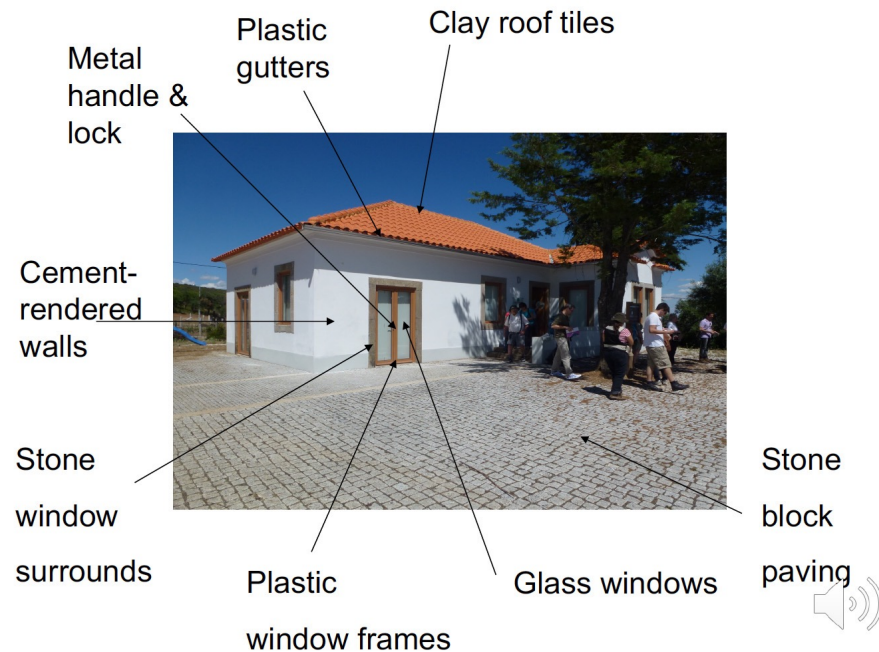 Clay roof tiles
Plastic
gutters
Metal
handle &
lock
Cement-
rendered
walls
Stone
window
surrounds
Plastic
window frames
Glass windows
Stone
block
paving